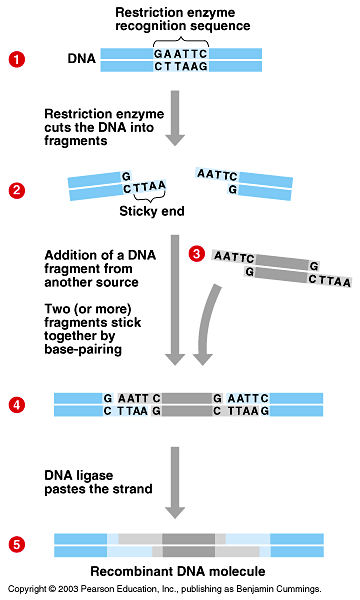 Restriction enzyme
recognition sequence
1
DNA
GAATTC
CTTAAG
Restriction enzyme
cuts the DNA into
fragments
2
G
CTTAA
AATTC
G
Sticky end
Addition of a DNA
fragment from
another source
3
AATTC G
G CTTAA
Two (or more)
fragments stick
together by
base-pairing
4
G AATT C G AATT C
C TTAA G C TTAA G
DNA ligase
pastes the strand
5
Recombinant DNA molecule
Copyright © 2003 Pearson Education, Inc., publishing as Benjamin Cummings.